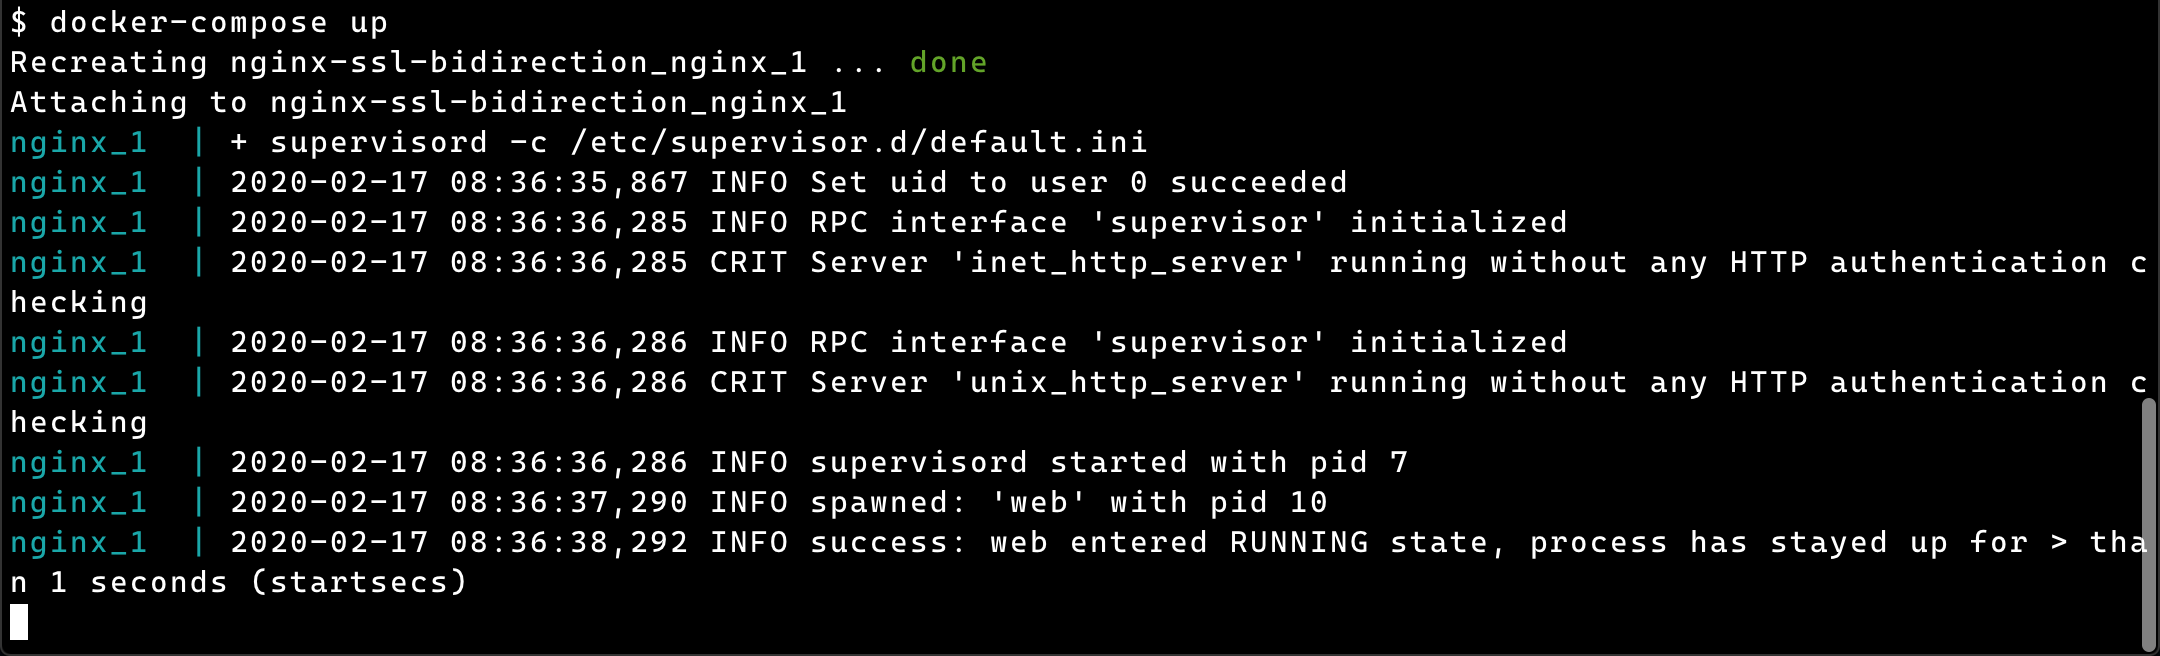 $ docker-compose up
Recreating nginx-ssl-bidirection_nginx_1 ... done
Attaching to nginx-ssl-bidirection_nginx_1
nginx_1  | + supervisord -c /etc/supervisor.d/default.ini
nginx_1  | 2020-02-17 08:36:35,867 INFO Set uid to user 0 succeeded
nginx_1  | 2020-02-17 08:36:36,285 INFO RPC interface 'supervisor' initialized
nginx_1  | 2020-02-17 08:36:36,285 CRIT Server 'inet_http_server' running without any HTTP authentication c
hecking
nginx_1  | 2020-02-17 08:36:36,286 INFO RPC interface 'supervisor' initialized
nginx_1  | 2020-02-17 08:36:36,286 CRIT Server 'unix_http_server' running without any HTTP authentication c
hecking
nginx_1  | 2020-02-17 08:36:36,286 INFO supervisord started with pid 7
nginx_1  | 2020-02-17 08:36:37,290 INFO spawned: 'web' with pid 10
nginx_1  | 2020-02-17 08:36:38,292 INFO success: web entered RUNNING state, process has stayed up for > tha
n 1 seconds (startsecs)